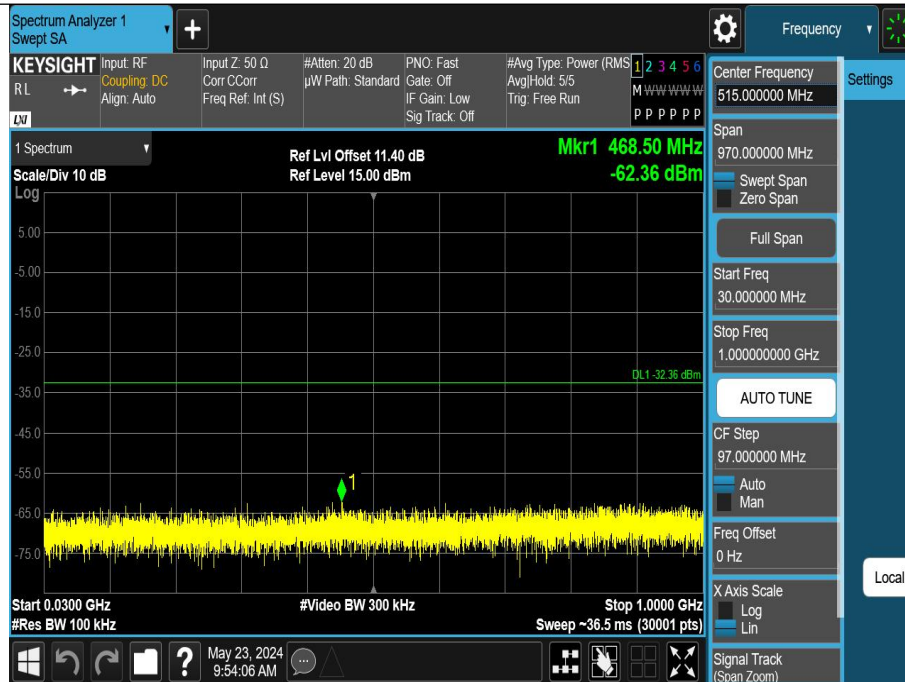 Spectrum Analyzer 1
Swept SA
+
Frequency
KEYSIGHT
RL
LXI
Input: RF
Coupling: DC
Align: Auto
Input Z: 50 Ω
Corr CCorr
Freq Ref: Int (S)
#Atten: 20 dB
µW Path: Standard
PNO: Fast
Gate: Off
IF Gain: Low
Sig Track: Off
#Avg Type: Power (RMS
Avg|Hold: 5/5
Trig: Free Run
1 2 3 4 5 6
M W W W W W
P P P P P P
1 Spectrum
Scale/Div 10 dB
Log
Ref Lvl Offset 11.40 dB
Ref Level 15.00 dBm
Mkr1 468.50 MHz
-62.36 dBm
5.00
-5.00
-15.0
-25.0
DL1 -32.36 dBm
-35.0
-45.0
-55.0
1
-65.0
-75.0
Start 0.0300 GHz
#Res BW 100 kHz
#Video BW 300 kHz
Stop 1.0000 GHz
Sweep ~36.5 ms (30001 pts)
?
May 23, 2024
9:54:06 AM
Center Frequency
515.000000 MHz
Span
970.000000 MHz
Swept Span
Zero Span
Full Span
Start Freq
30.000000 MHz
Stop Freq
1.000000000 GHz
AUTO TUNE
CF Step
97.000000 MHz
Auto
Man
Freq Offset
0 Hz
X Axis Scale
Log
Lin
Signal Track
(Span Zoom)
Settings
Local